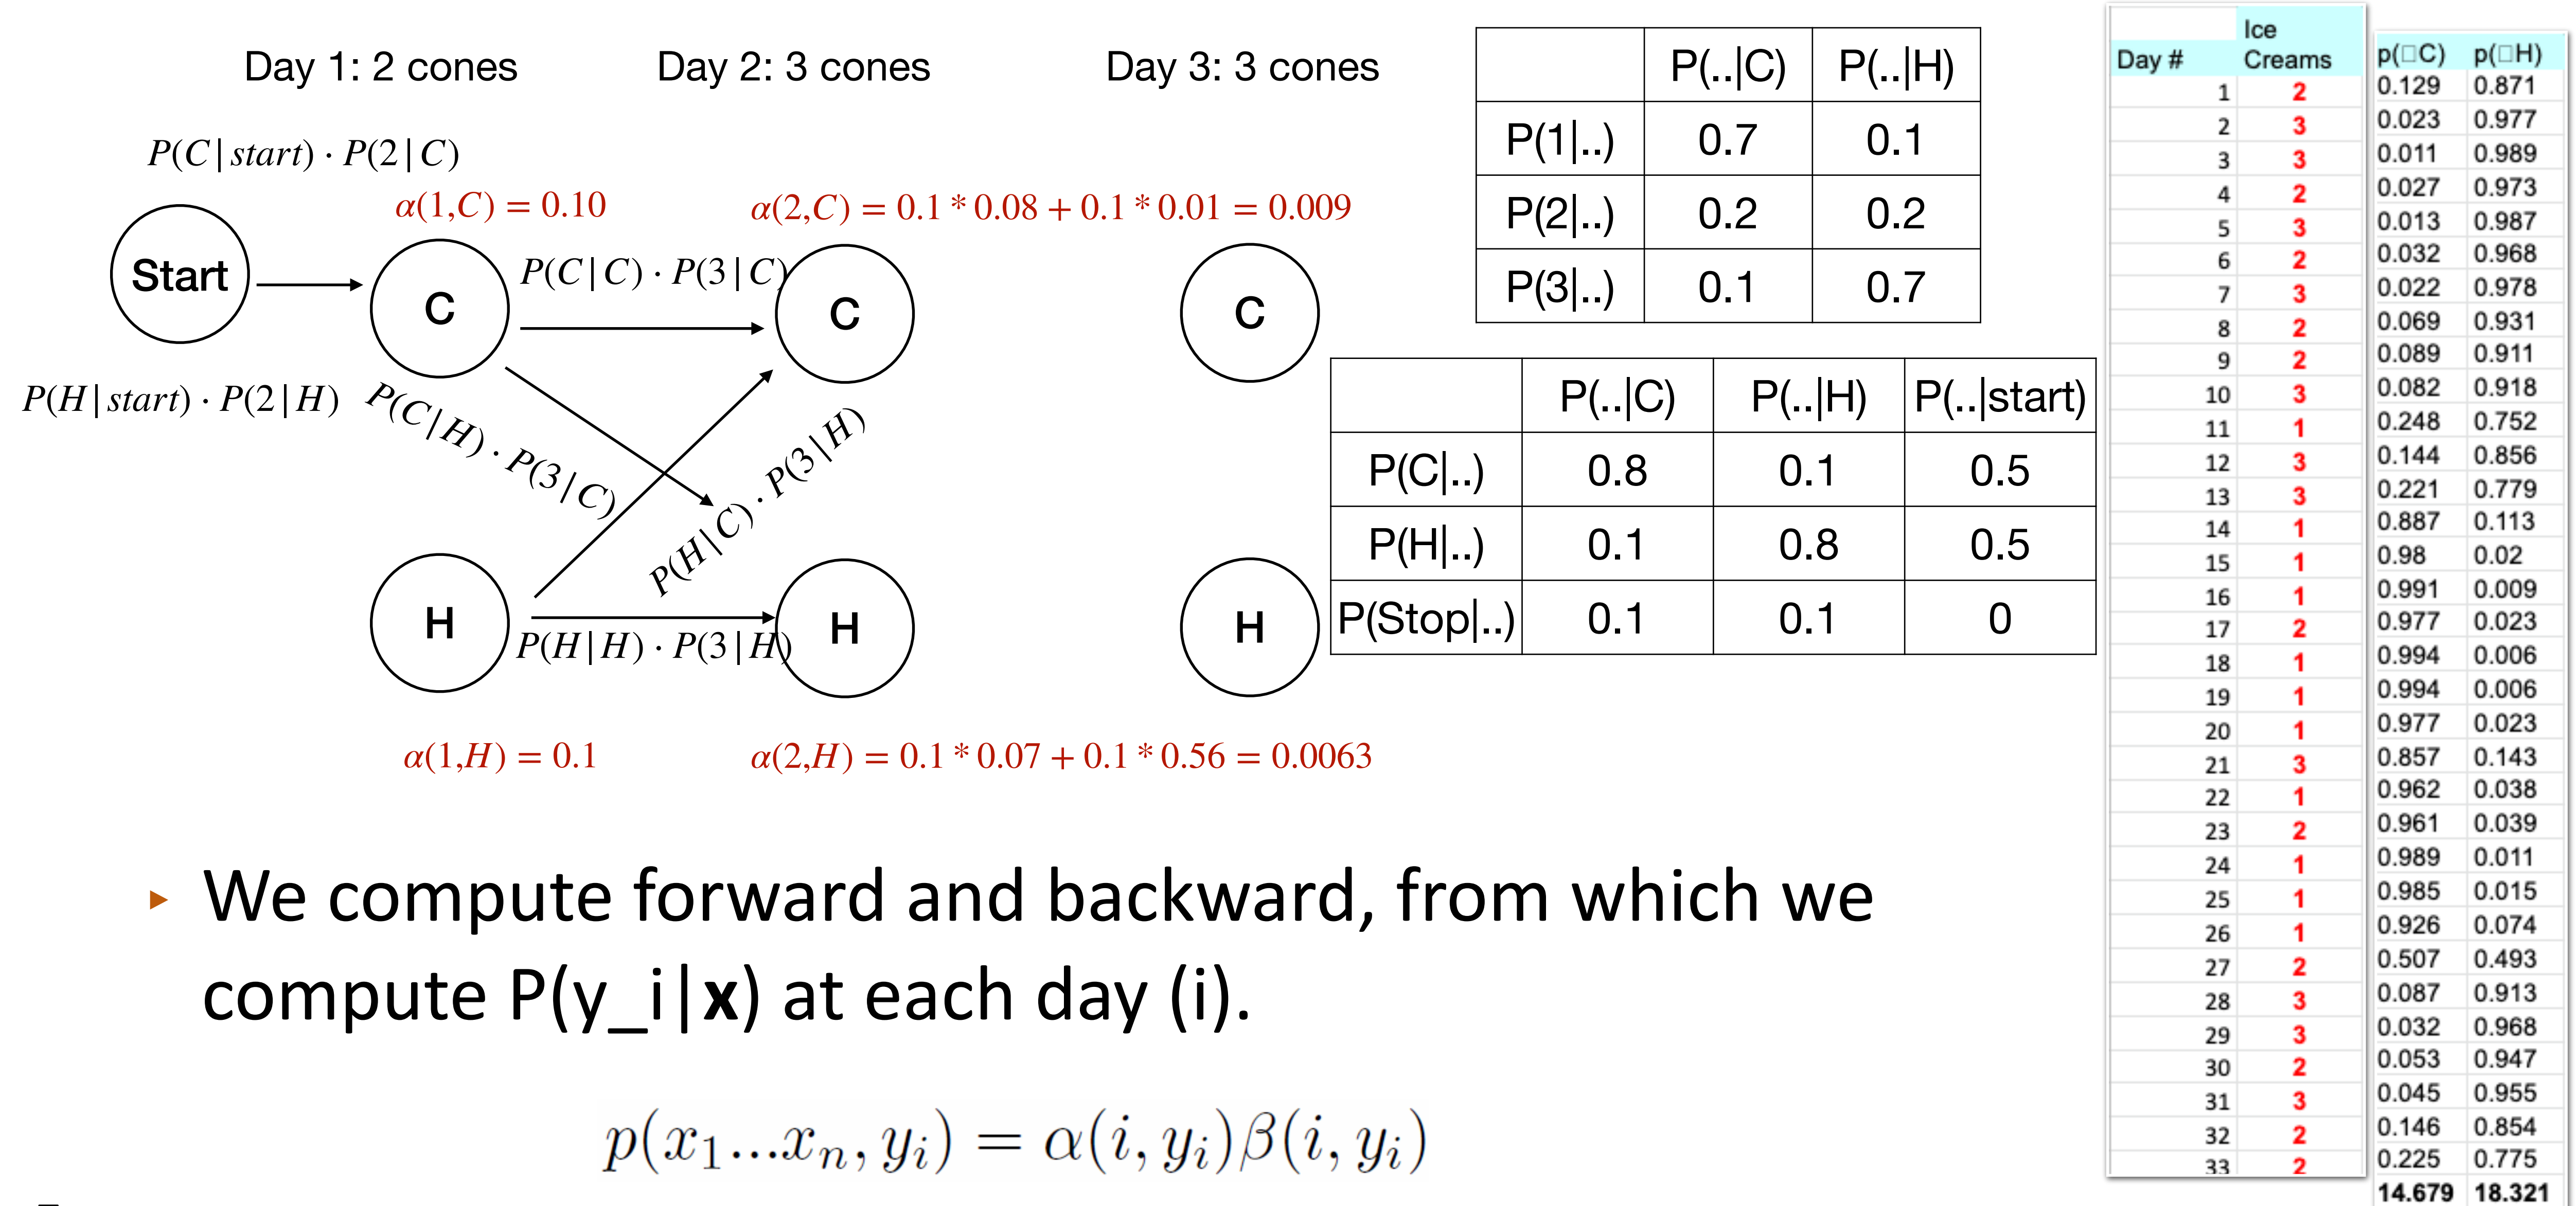 Day 1: 2 cones
Day 2: 3 cones
Day 3: 3 cones
P(C|start) · P(2|C)
α(1,C) = 0.10
α(2,C) = 0.1 * 0.08 + 0.1 * 0.01 = 0.009
Start
C
P(C|C) · P(3|C)
C
C
P(H|start) · P(2|H)
P(C|H) · P(3|C)
P(H|C) · P(3|H)
H
P(H|H) · P(3|H)
H
H
α(1,H) = 0.1
α(2,H) = 0.1 * 0.07 + 0.1 * 0.56 = 0.0063
P(..|C) P(..|H)
P(1|..) 0.7 0.1
P(2|..) 0.2 0.2
P(3|..) 0.1 0.7
P(..|C) P(..|H) P(..|start)
P(C|..) 0.8 0.1 0.5
P(H|..) 0.1 0.8 0.5
P(Stop|..) 0.1 0.1 0
▸ We compute forward and backward, from which we
compute P(y_i|x) at each day (i).
p(x₁...xₙ, yᵢ) = α(i, yᵢ)β(i, yᵢ)
Ice
Day # Creams p(□C) p(□H)
1 2 0.129 0.871
2 3 0.023 0.977
3 3 0.011 0.989
4 2 0.027 0.973
5 3 0.013 0.987
6 2 0.032 0.968
7 3 0.022 0.978
8 2 0.069 0.931
9 2 0.089 0.911
10 3 0.082 0.918
11 1 0.248 0.752
12 3 0.144 0.856
13 3 0.221 0.779
14 1 0.887 0.113
15 1 0.98 0.02
16 1 0.991 0.009
17 2 0.977 0.023
18 1 0.994 0.006
19 1 0.994 0.006
20 1 0.977 0.023
21 3 0.857 0.143
22 1 0.962 0.038
23 2 0.961 0.039
24 1 0.989 0.011
25 1 0.985 0.015
26 1 0.926 0.074
27 2 0.507 0.493
28 3 0.087 0.913
29 3 0.032 0.968
30 2 0.053 0.947
31 3 0.045 0.955
32 2 0.146 0.854
33 2 0.225 0.775
14.679 18.321